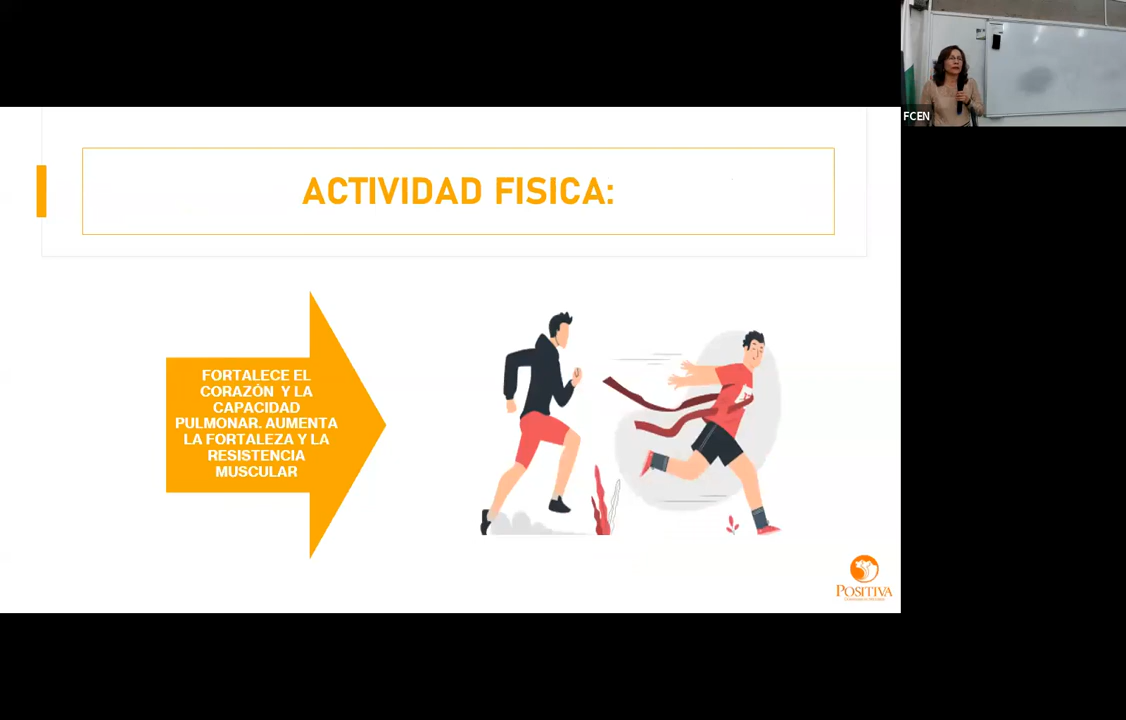 FCEN
ACTIVIDAD FISICA:
FORTALECE EL
CORAZÓN Y LA
CAPACIDAD
PULMONAR. AUMENTA
LA FORTALEZA Y LA
RESISTENCIA
MUSCULAR
POSITIVA